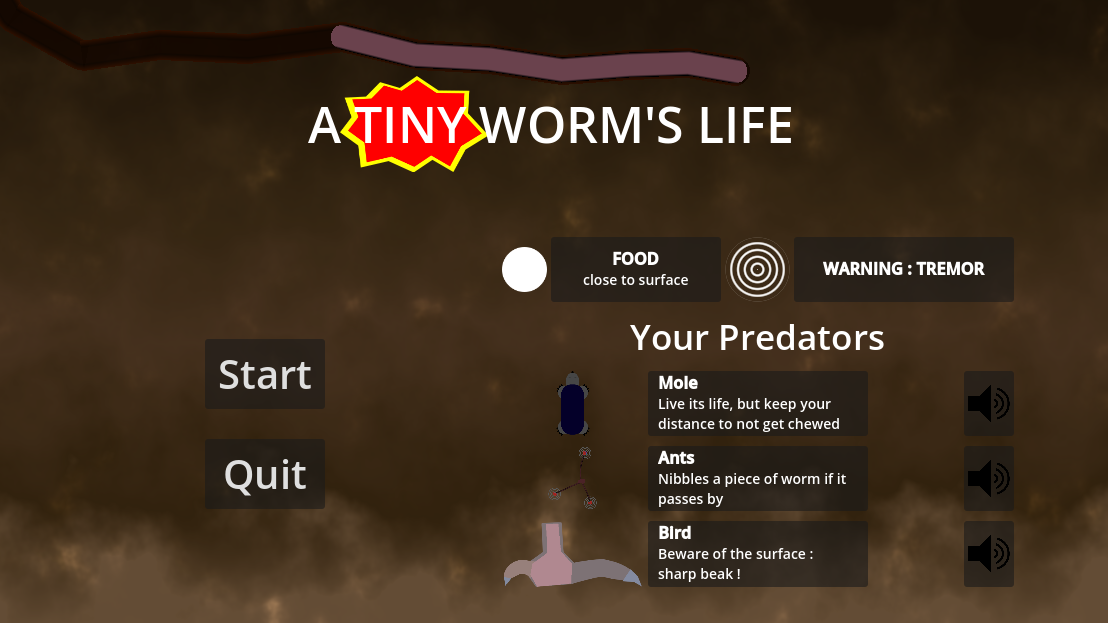 A TINY WORM'S LIFE
FOOD
close to surface
WARNING : TREMOR
Your Predators
Start
Quit
Mole
Live its life, but keep your
distance to not get chewed
Ants
Nibbles a piece of worm if it
passes by
Bird
Beware of the surface :
sharp beak !